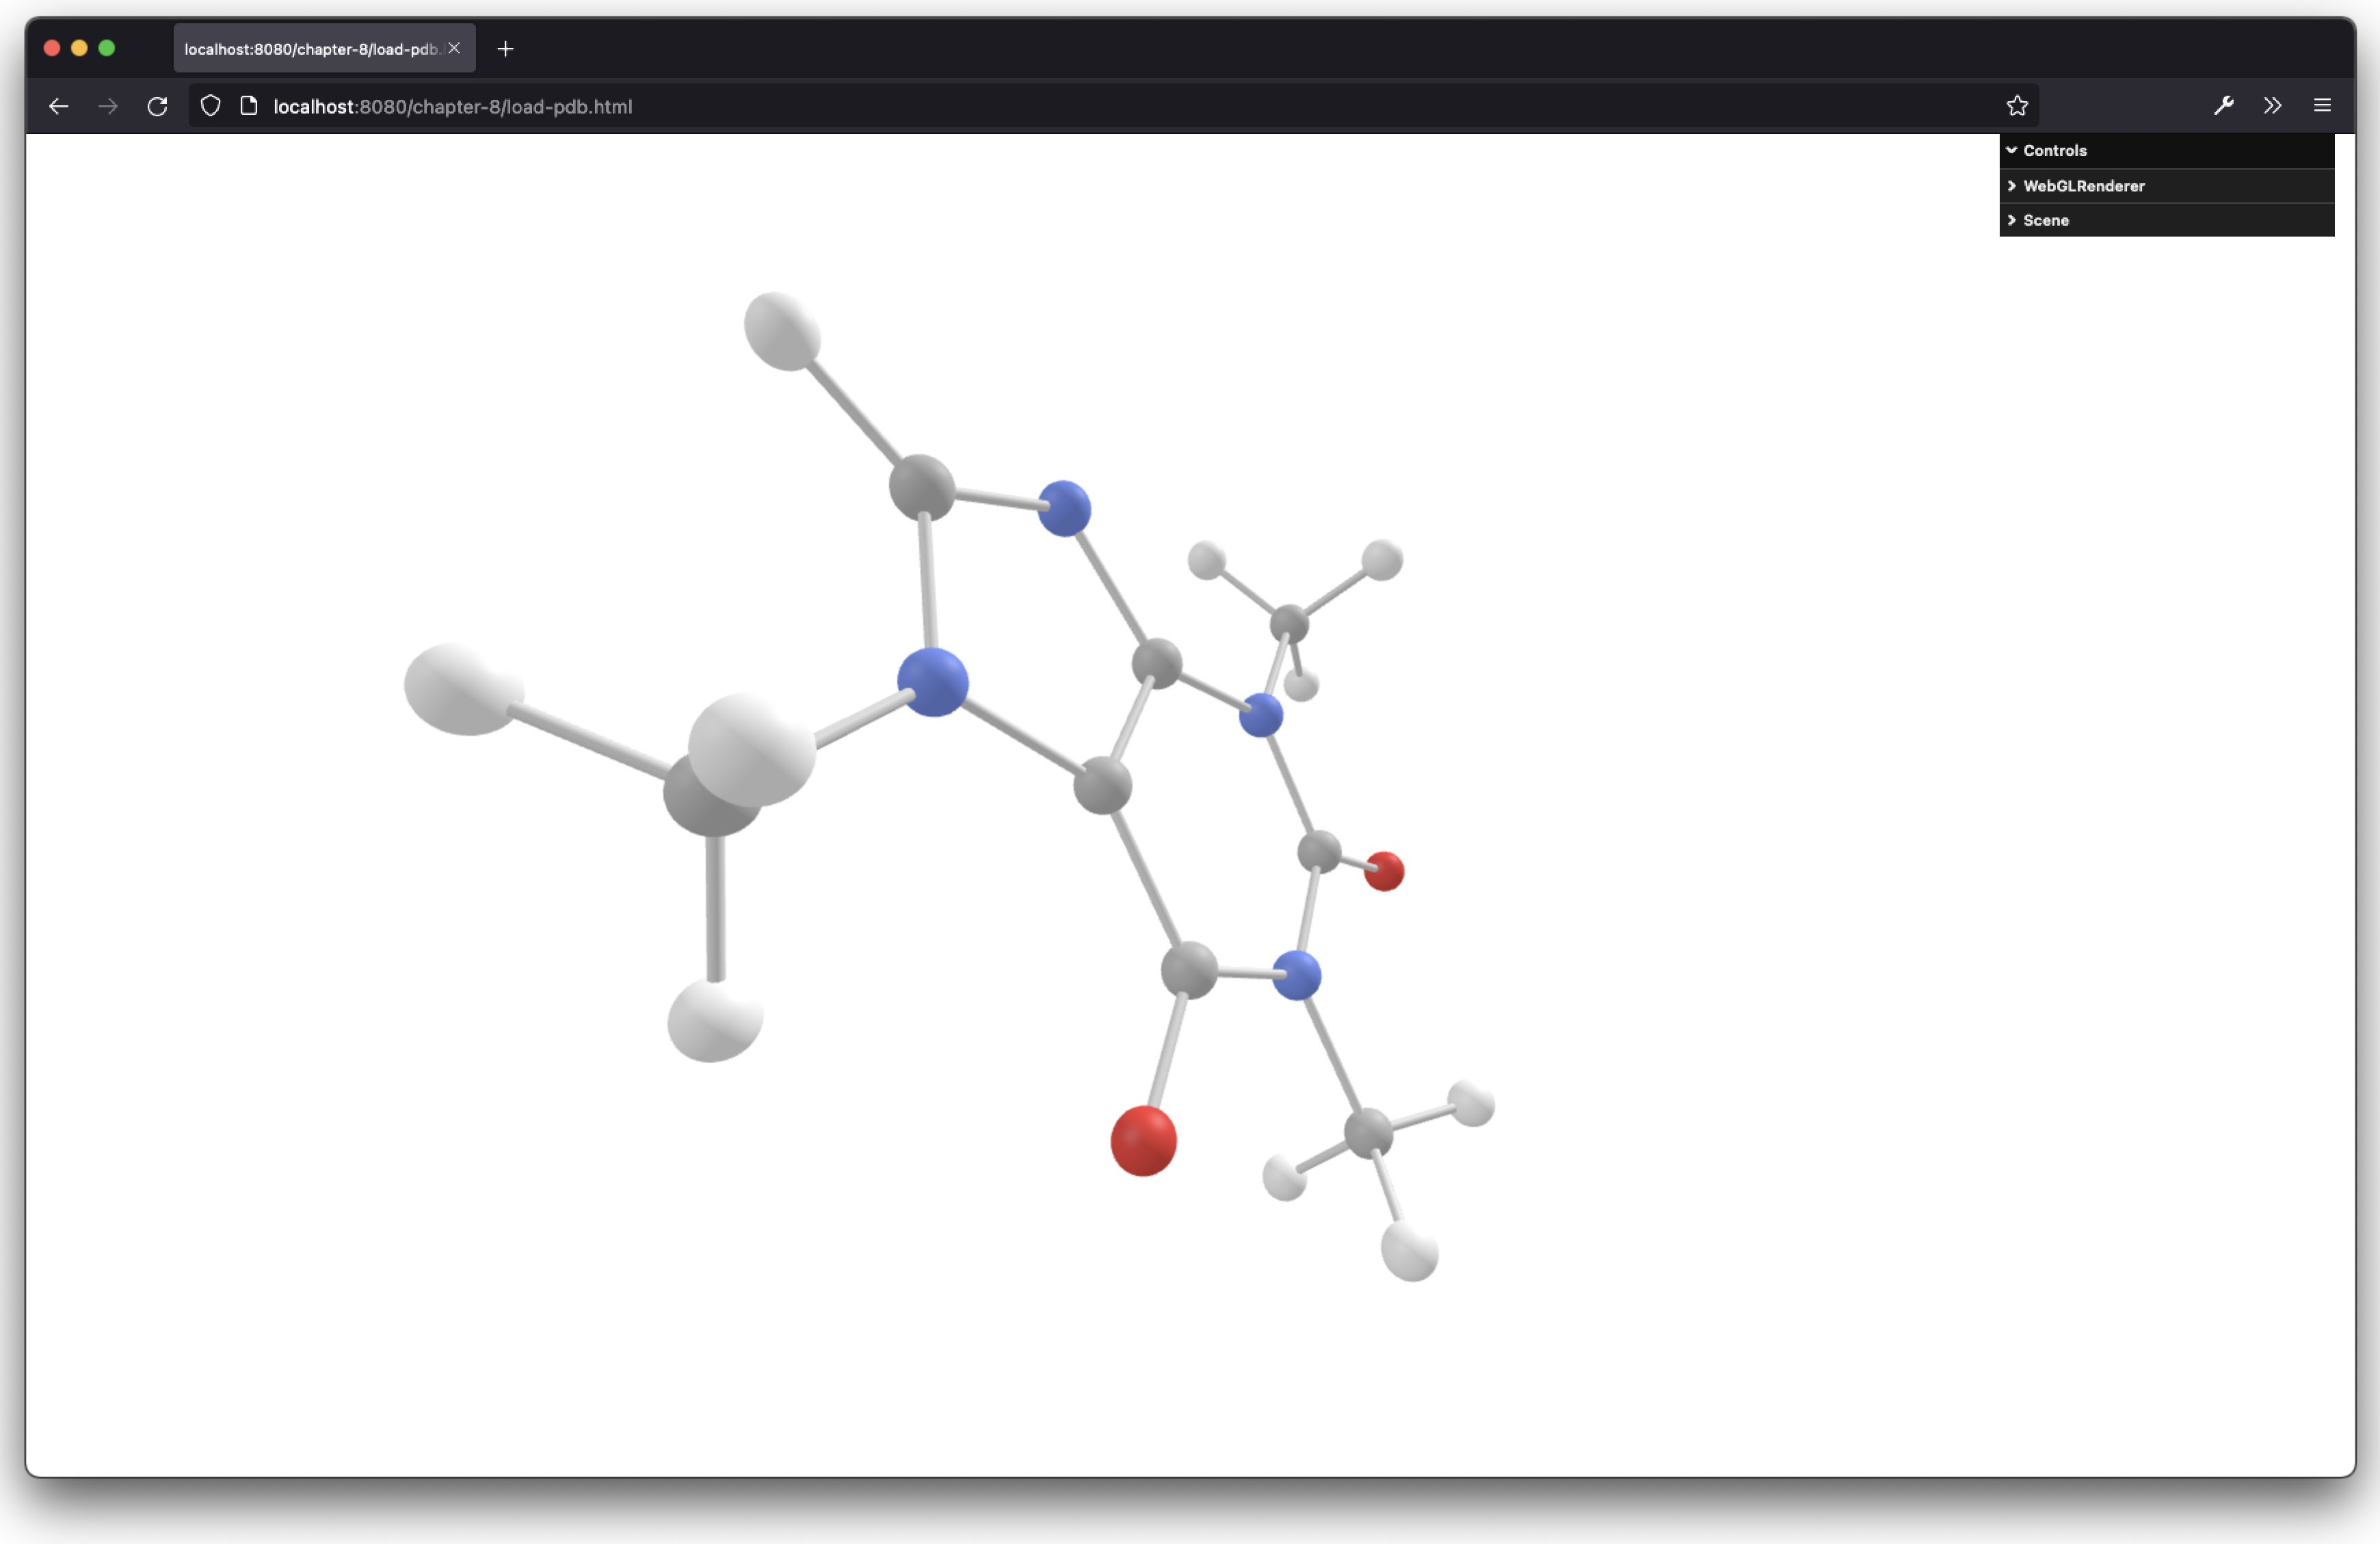 localhost:8080/chapter-8/load-pdb.
localhost:8080/chapter-8/load-pdb.html
Controls
WebGLRenderer
Scene